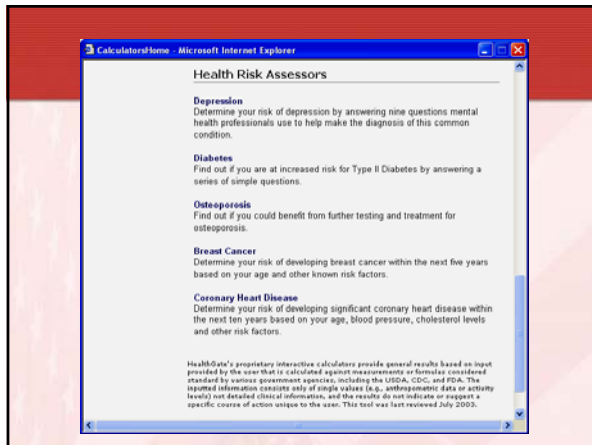 CalculatorsHome - Microsoft Internet Explorer
Health Risk Assessors
Depression
Determine your risk of depression by answering nine questions mental
health professionals use to help make the diagnosis of this common
condition.
Diabetes
Find out if you are at increased risk for Type II Diabetes by answering a
series of simple questions.
Osteoporosis
Find out if you could benefit from further testing and treatment for
osteoporosis.
Breast Cancer
Determine your risk of developing breast cancer within the next five years
based on your age and other known risk factors.
Coronary Heart Disease
Determine your risk of developing significant coronary heart disease within
the next ten years based on your age, blood pressure, cholesterol levels
and other risk factors.
HealthGate's proprietary interactive calculators provide general results based on input
provided by the user that is calculated against measurements or formulas considered
standard by various government agencies, including the USDA, CDC, and FDA. The
inputted information consists only of single values (e.g., anthropometric data or activity
levels) not detailed clinical information, and the results do not indicate or suggest a
specific course of action unique to the user. This tool was last reviewed July 2003.